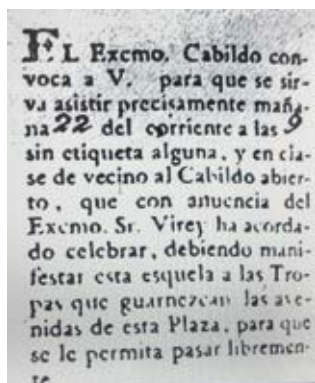 EL Excmo. Cabildo con-
voca a V. para que se sir-
va asistir precisamente maña-
na 22 del corriente a las 9
sin etiqueta alguna, y en cla-
se de vecino al Cabildo abier-
to, que con anuencia del
Excmo. Sr. Virey ha acorda-
do celebrar, debiendo mani-
festar esta esquela a las Tro-
pas que guarnezcan las ave-
nidas de esta Plaza, para que
se le permita pasar libremen-
te